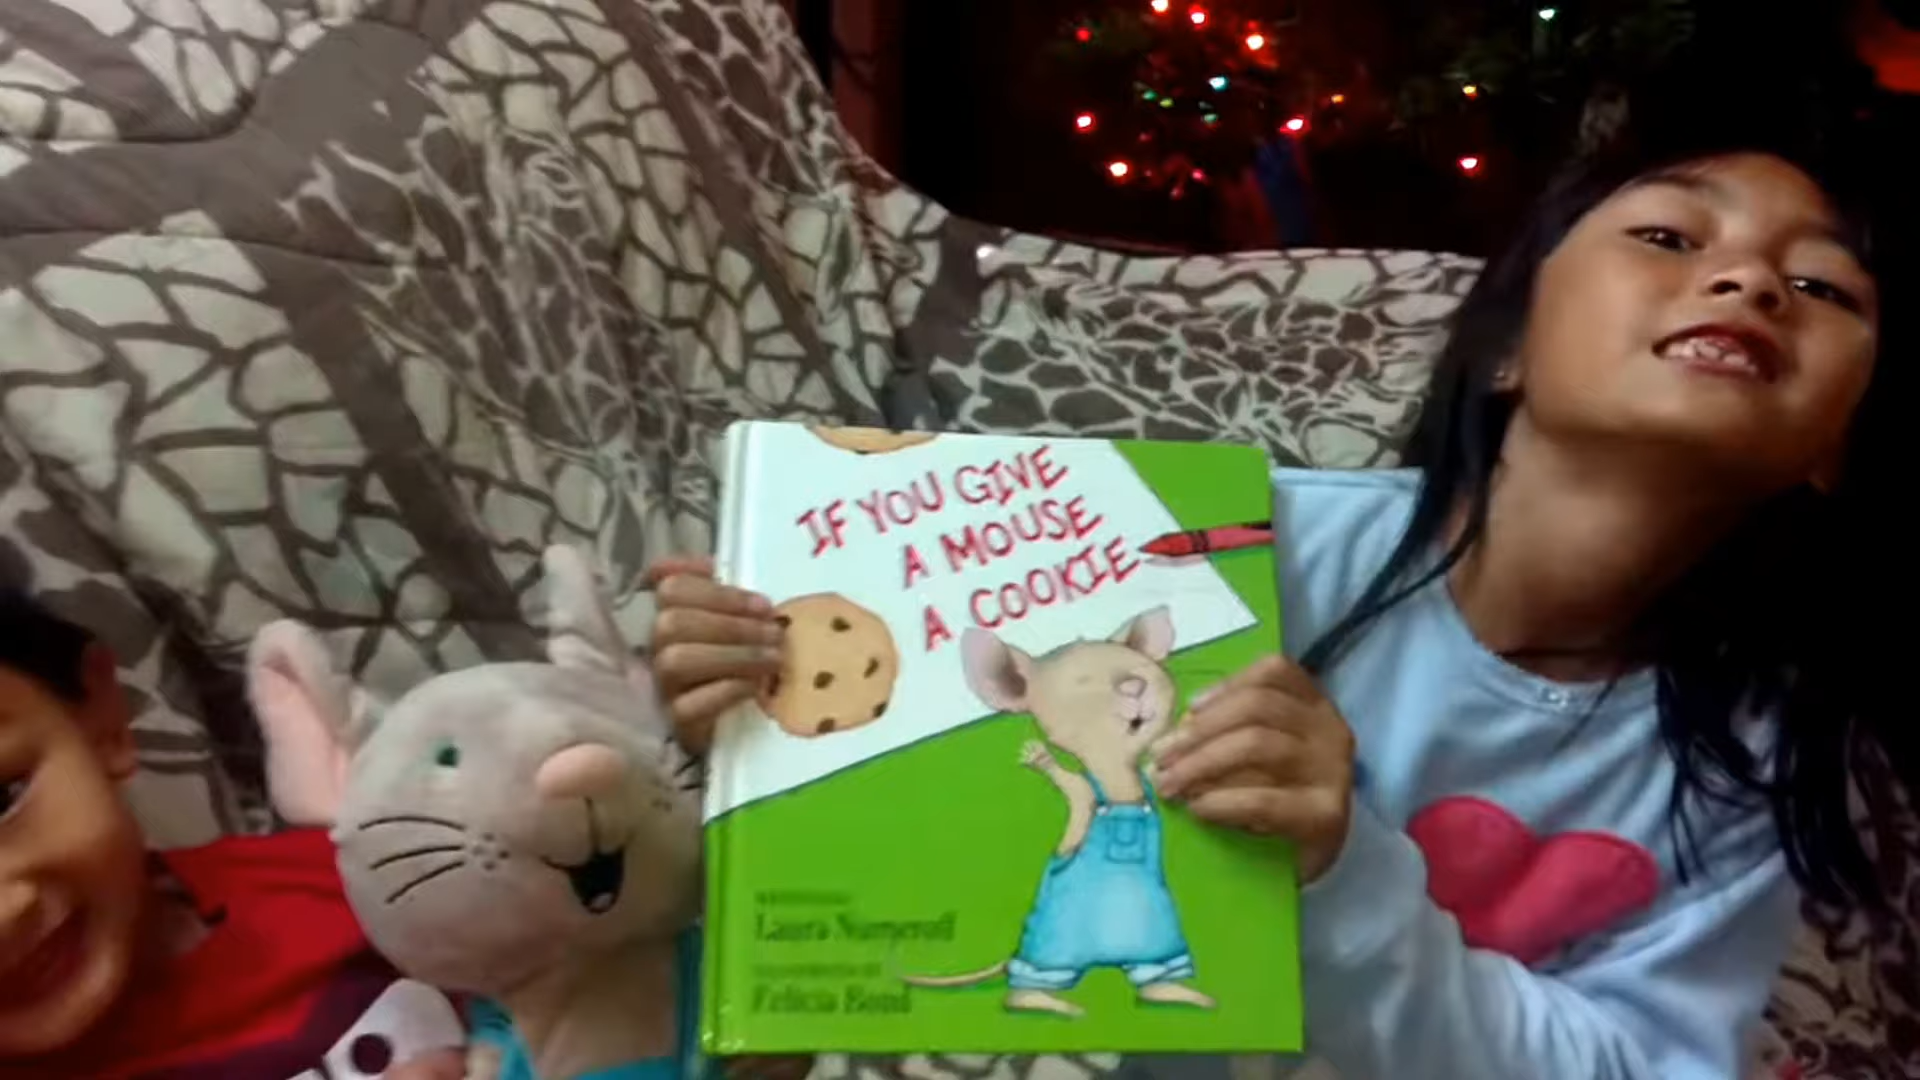 IF YOU GIVE
A MOUSE
A COOKIE
Laura Numeroff
Felicia Bond